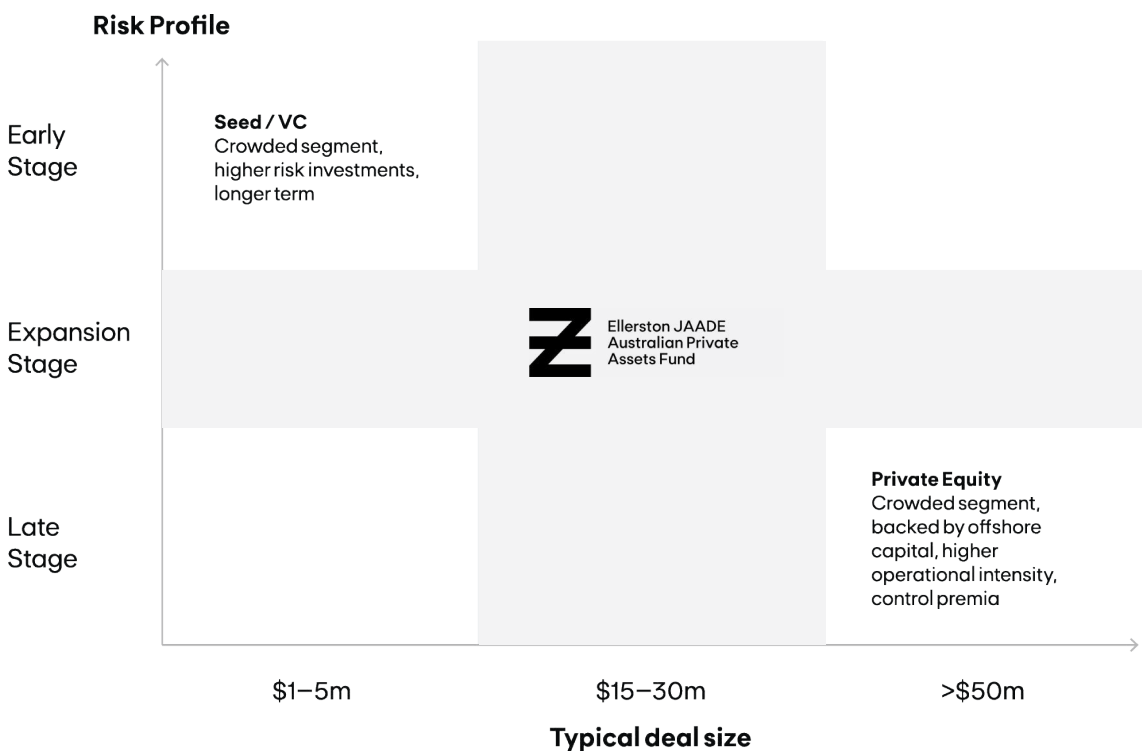 Risk Profile
Early
Stage
Seed / VC
Crowded segment,
higher risk investments,
longer term
Expansion
Stage
Ellerston JAADE
Australian Private
Assets Fund
Late
Stage
Private Equity
Crowded segment,
backed by offshore
capital, higher
operational intensity,
control premia
$1–5m
$15–30m
>$50m
Typical deal size